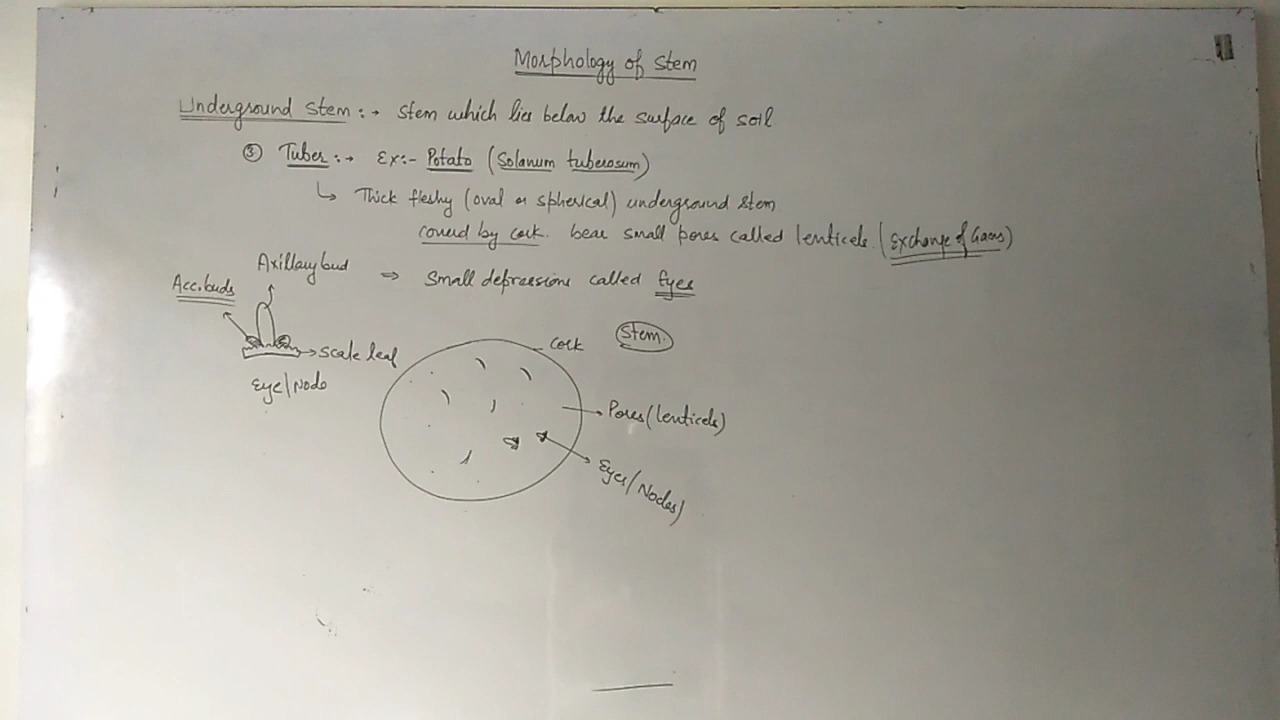 Morphology of Stem
Underground Stem :→ Stem which lies below the surface of soil
③ Tuber :→ Ex:- Potato (Solanum tuberosum)
↳ Thick fleshy (oval or spherical) underground stem
covered by cork. bear small pores called lenticels. (Exchange of Gases)
⇒ Small depressions called Eyes
Axillary bud
Acc. buds
Scale leaf
Eye/Node
Cork
Stem.
Pores (lenticels)
Eyes/(Nodes)